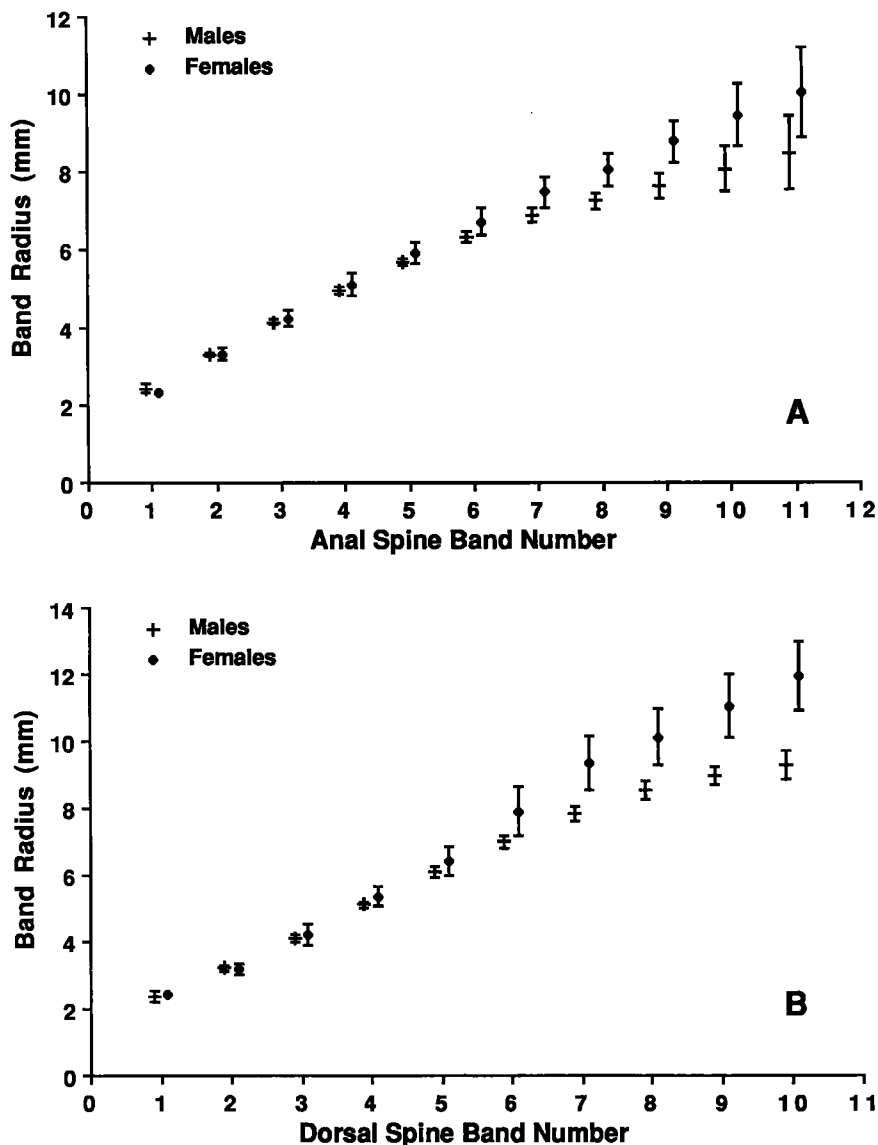 12
10
8
6
4
2
0
Band Radius (mm)
+ Males
● Females
A
0 1 2 3 4 5 6 7 8 9 10 11 12
Anal Spine Band Number
14
12
10
8
6
4
2
0
Band Radius (mm)
+ Males
● Females
B
0 1 2 3 4 5 6 7 8 9 10 11
Dorsal Spine Band Number